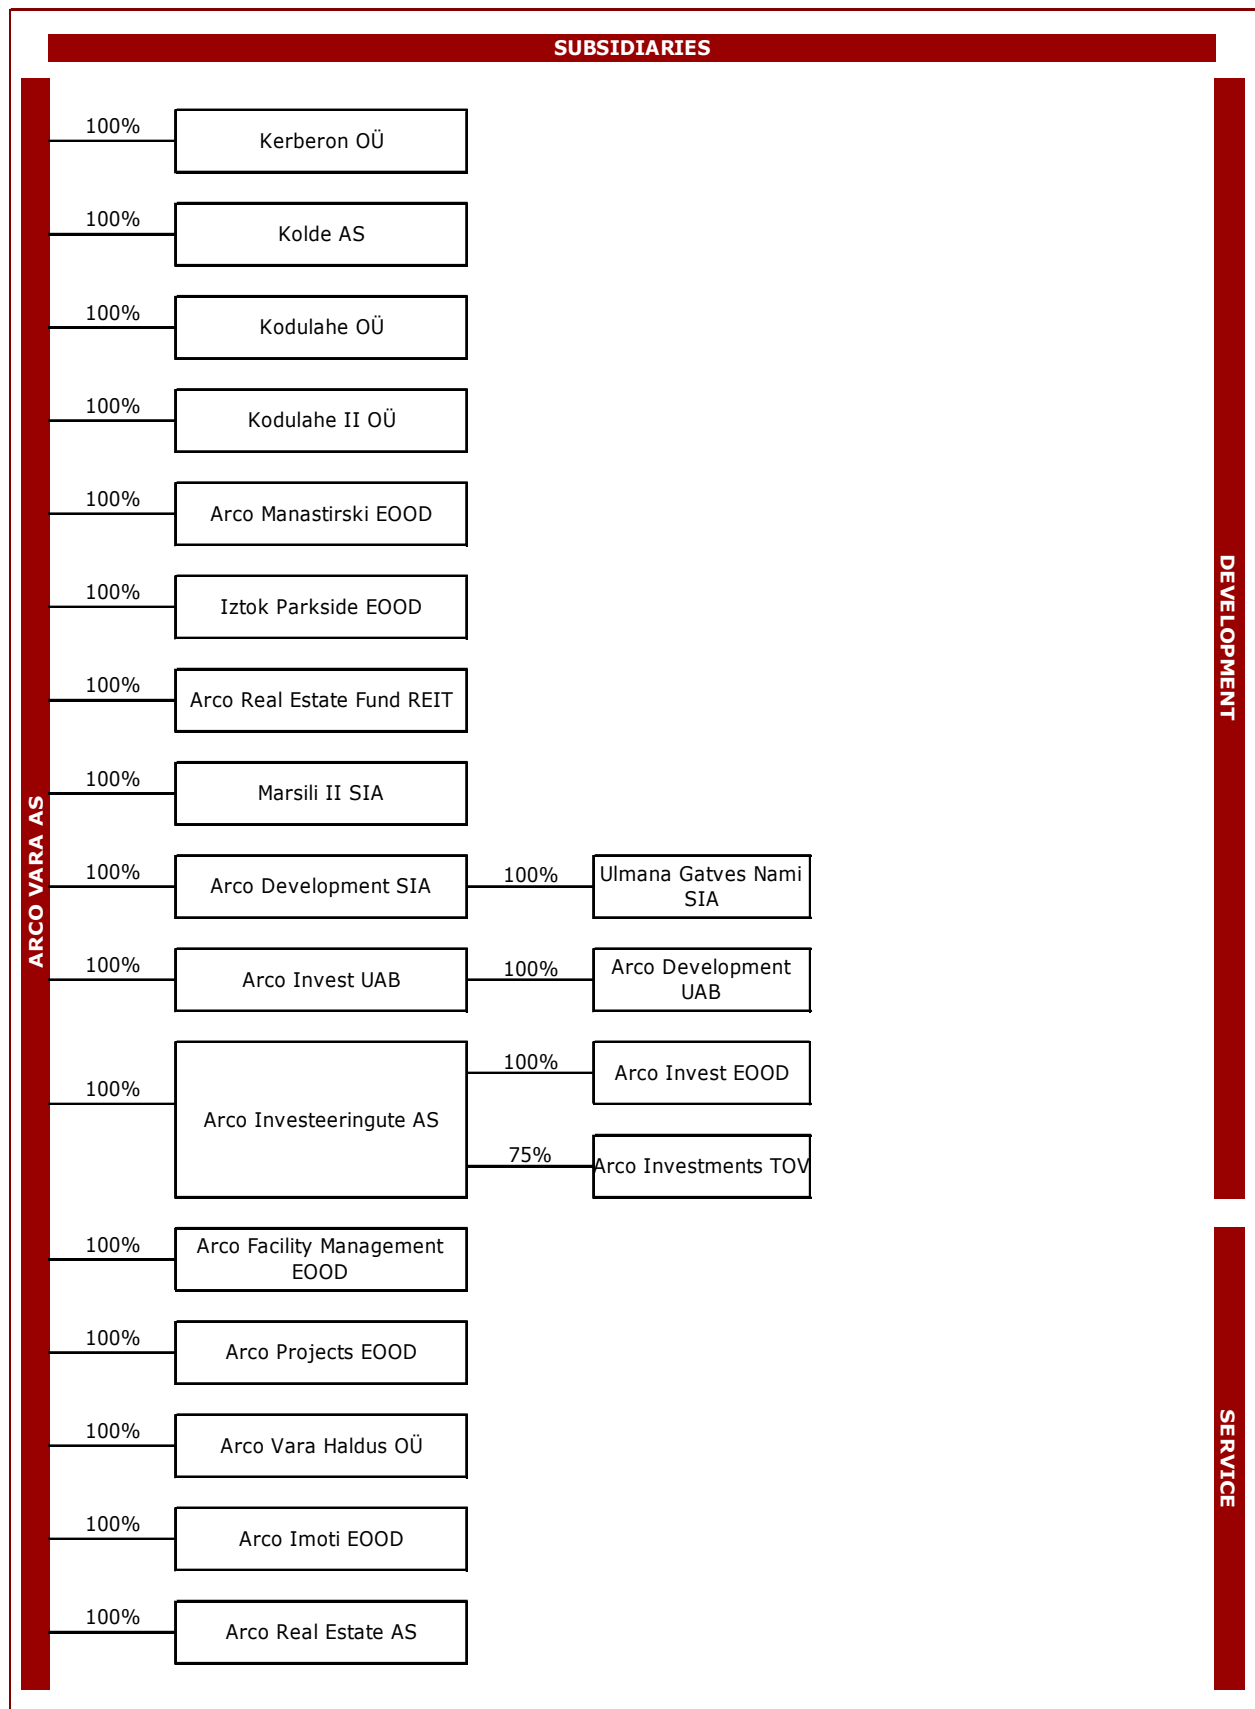 SUBSIDIARIES
ARCO VARA AS
DEVELOPMENT
100%
Kerberon OÜ
100%
Kolde AS
100%
Kodulahe OÜ
100%
Kodulahe II OÜ
100%
Arco Manastirski EOOD
100%
Iztok Parkside EOOD
100%
Arco Real Estate Fund REIT
100%
Marsili II SIA
100%
Arco Development SIA
100%
Ulmana Gatves Nami
SIA
100%
Arco Invest UAB
100%
Arco Development
UAB
100%
Arco Investeeringute AS
100%
Arco Invest EOOD
75%
Arco Investments TOV
SERVICE
100%
Arco Facility Management
EOOD
100%
Arco Projects EOOD
100%
Arco Vara Haldus OÜ
100%
Arco Imoti EOOD
100%
Arco Real Estate AS